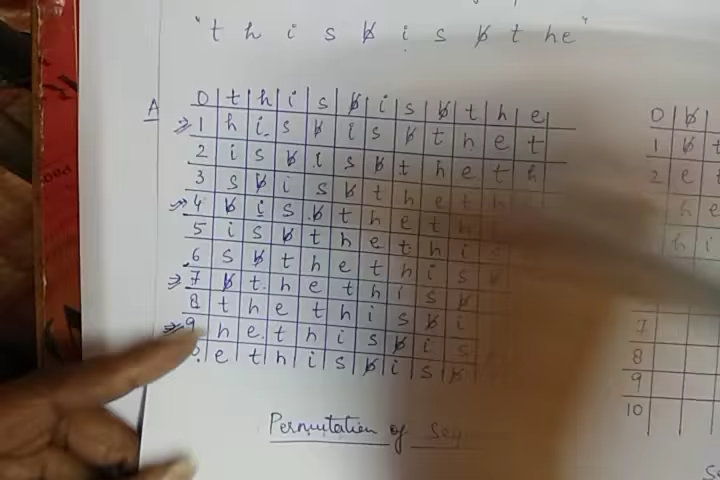 "t h i s ƀ i s ƀ t he"
A
0 t h i s ƀ i s ƀ t h e
⇒1 h i s ƀ i s ƀ t h e t
2 i s ƀ i s ƀ t h e t h
3 s ƀ i s ƀ t h e t h
⇒4 ƀ i s ƀ t h e t h
5 i s ƀ t h e t h i s
6 s ƀ t h e t h i s
⇒7 ƀ t h e t h i s ƀ
8 t h e t h i s ƀ i
⇒9 h e t h i s ƀ i s
e t h i s ƀ i s ƀ
Permutation of
0 ƀ
1 ƀ t
2 e t
h e
h i
7
8
9
10